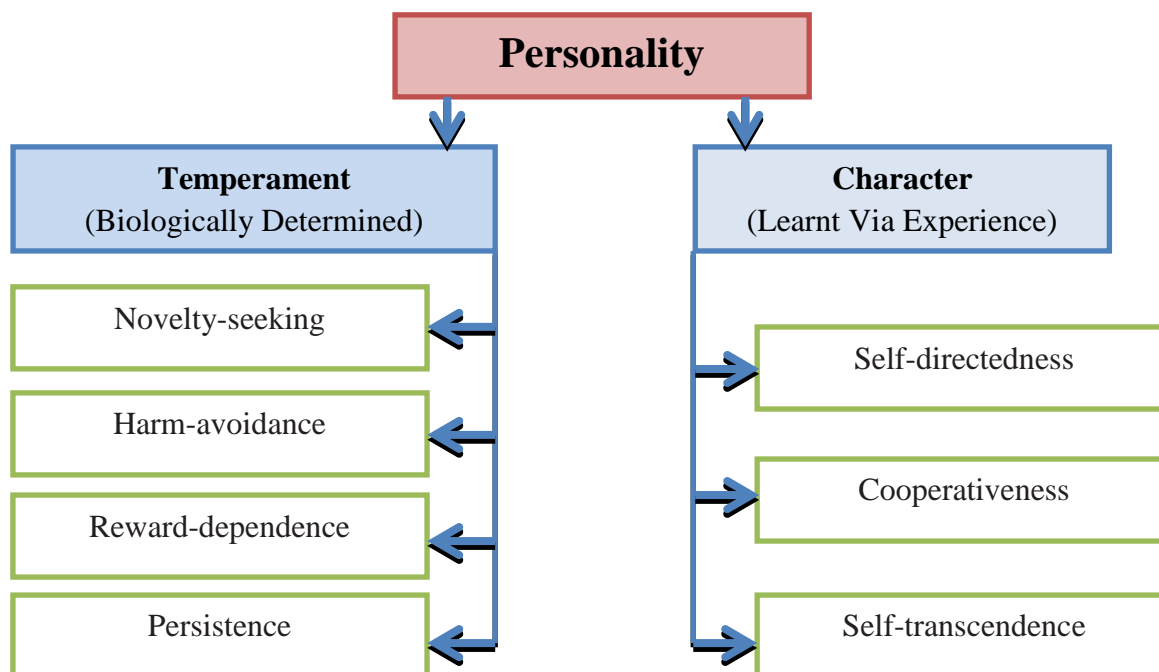 Personality
Temperament
(Biologically Determined)
Novelty-seeking
Harm-avoidance
Reward-dependence
Persistence
Character
(Learnt Via Experience)
Self-directedness
Cooperativeness
Self-transcendence